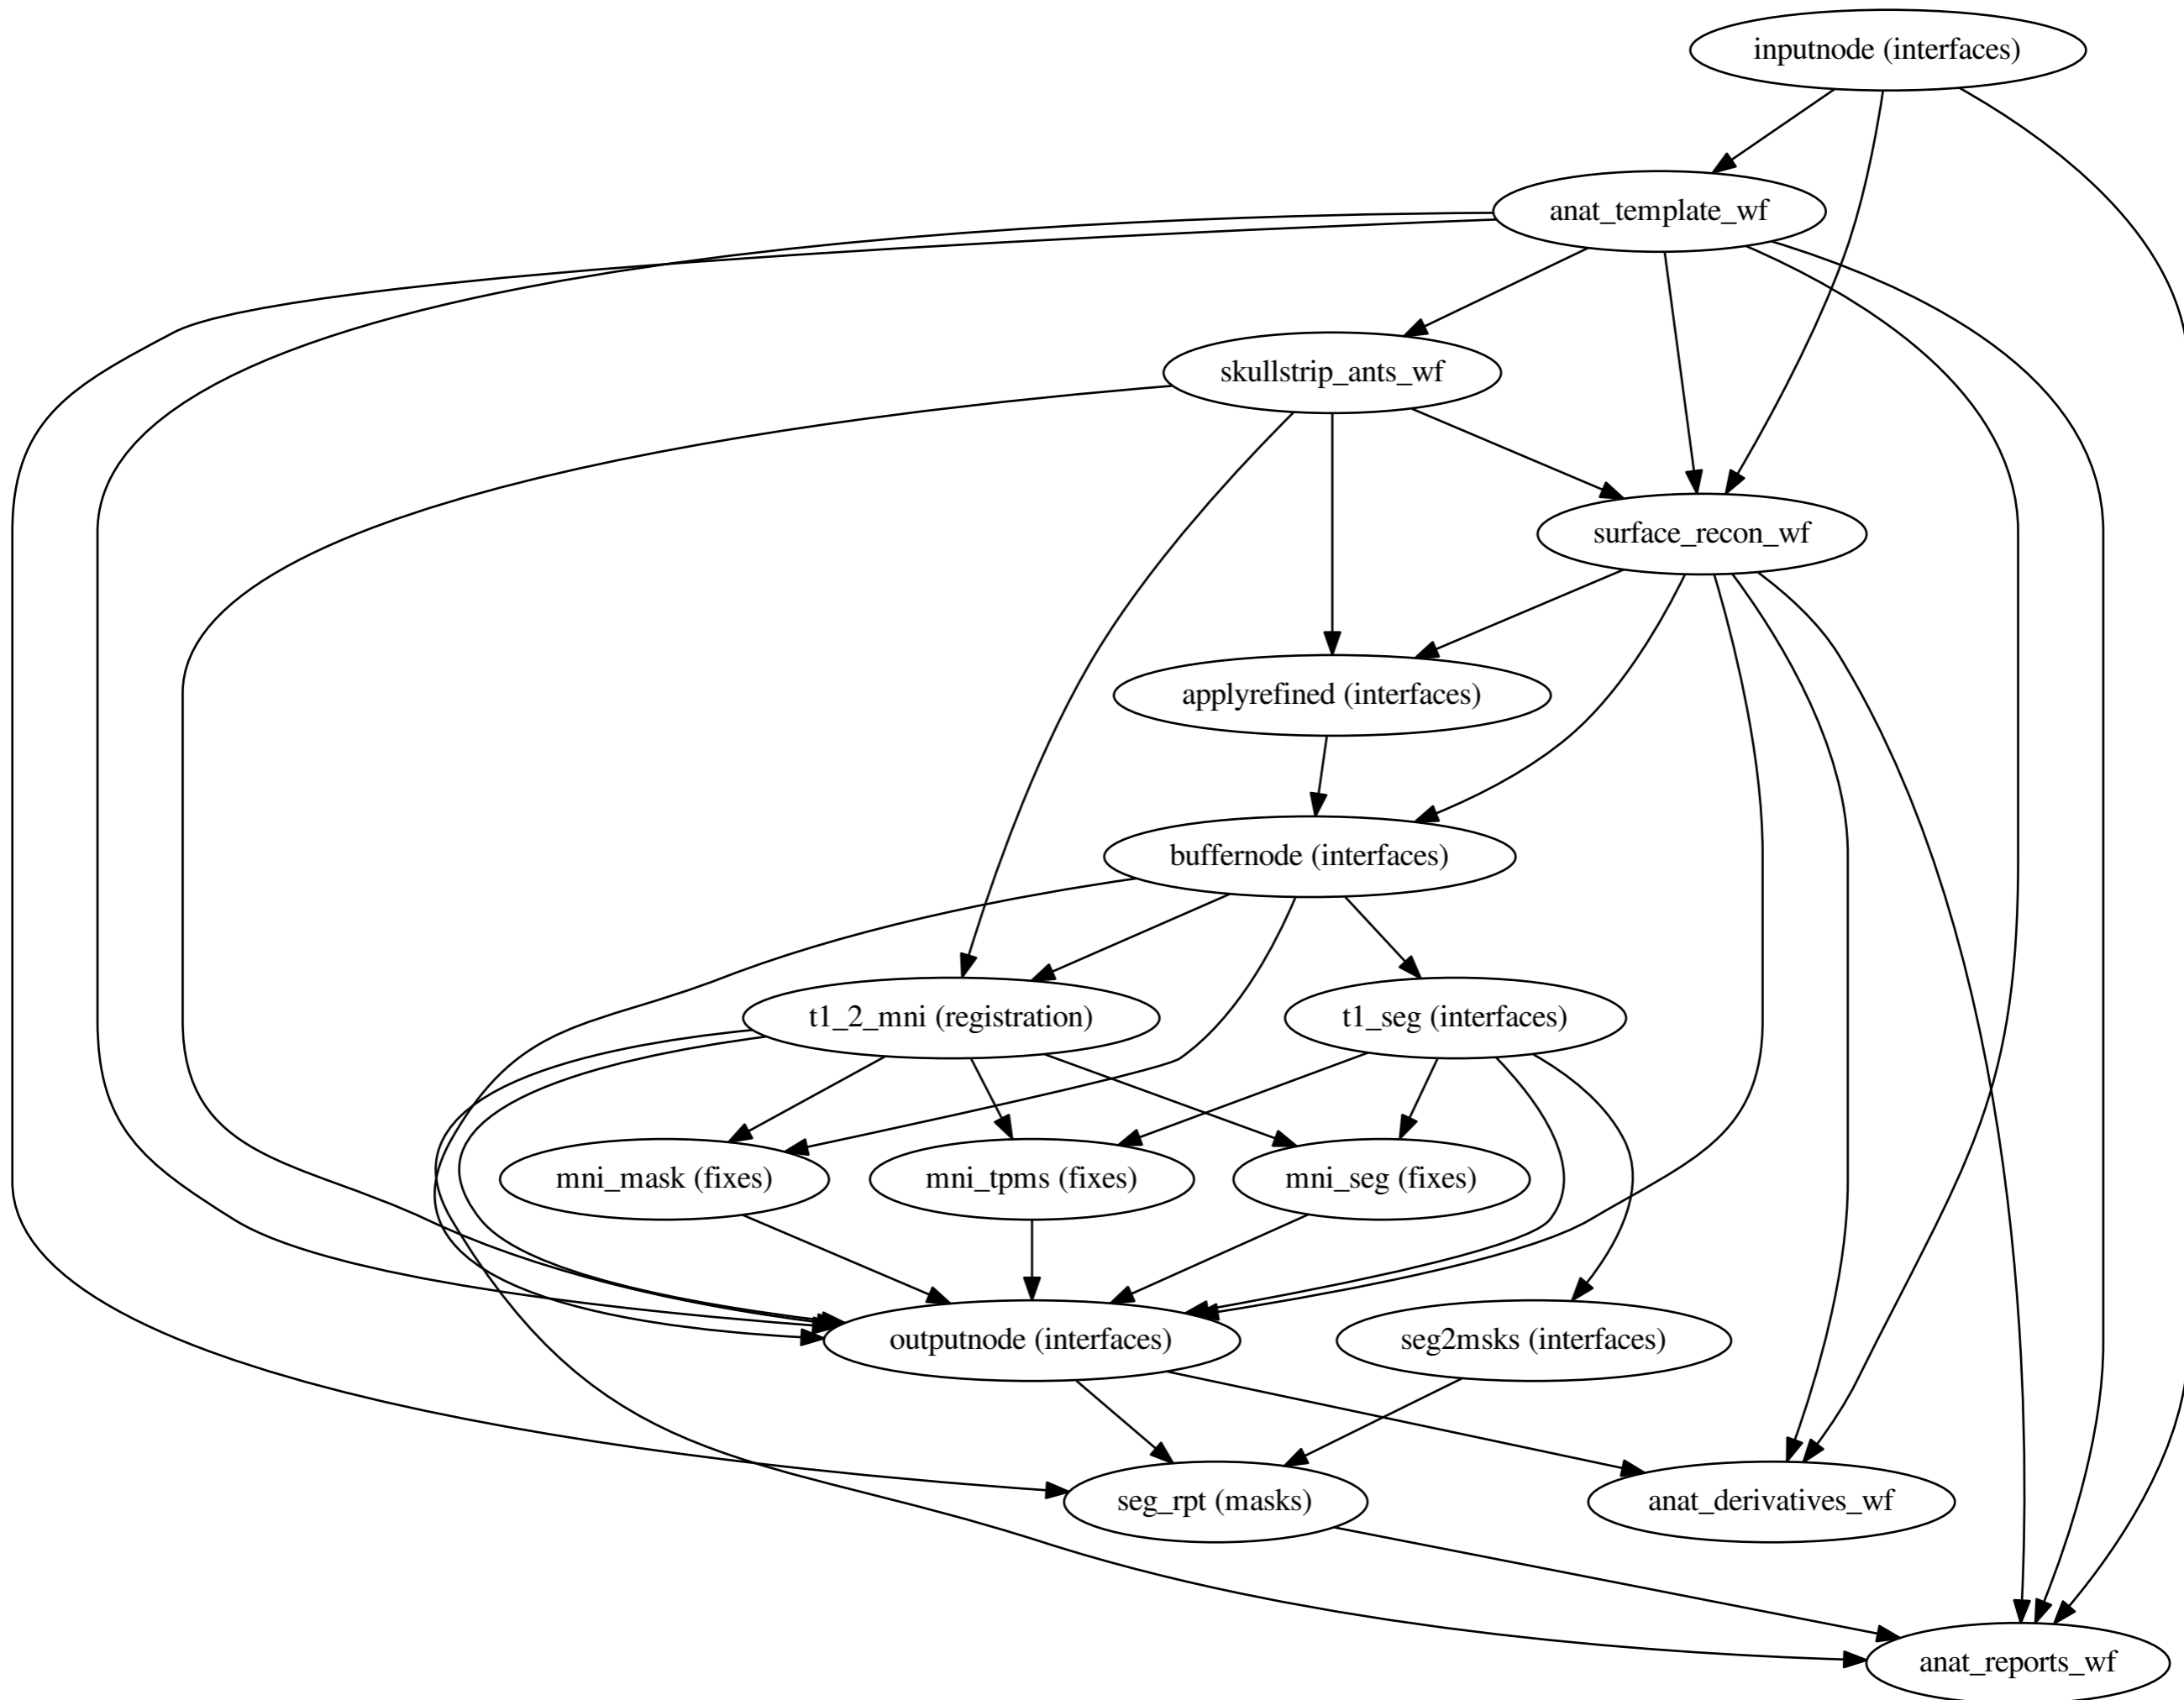 inputnode (interfaces)
anat_template_wf
skullstrip_ants_wf
surface_recon_wf
applyrefined (interfaces)
buffernode (interfaces)
t1_2_mni (registration)
t1_seg (interfaces)
mni_mask (fixes)
mni_tpms (fixes)
mni_seg (fixes)
outputnode (interfaces)
seg2msks (interfaces)
seg_rpt (masks)
anat_derivatives_wf
anat_reports_wf